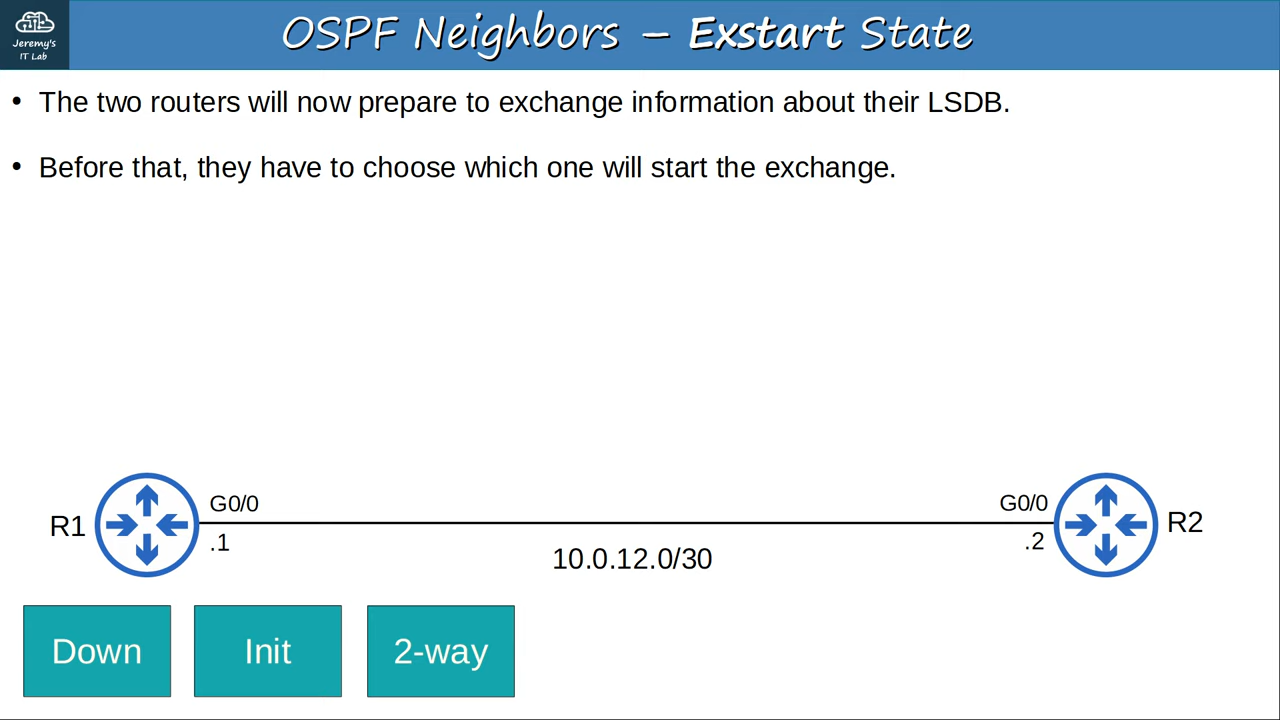 Jeremy's
IT Lab
OSPF Neighbors – Exstart State
• The two routers will now prepare to exchange information about their LSDB.
• Before that, they have to choose which one will start the exchange.
R1
G0/0
.1
10.0.12.0/30
G0/0
.2
R2
Down
Init
2-way